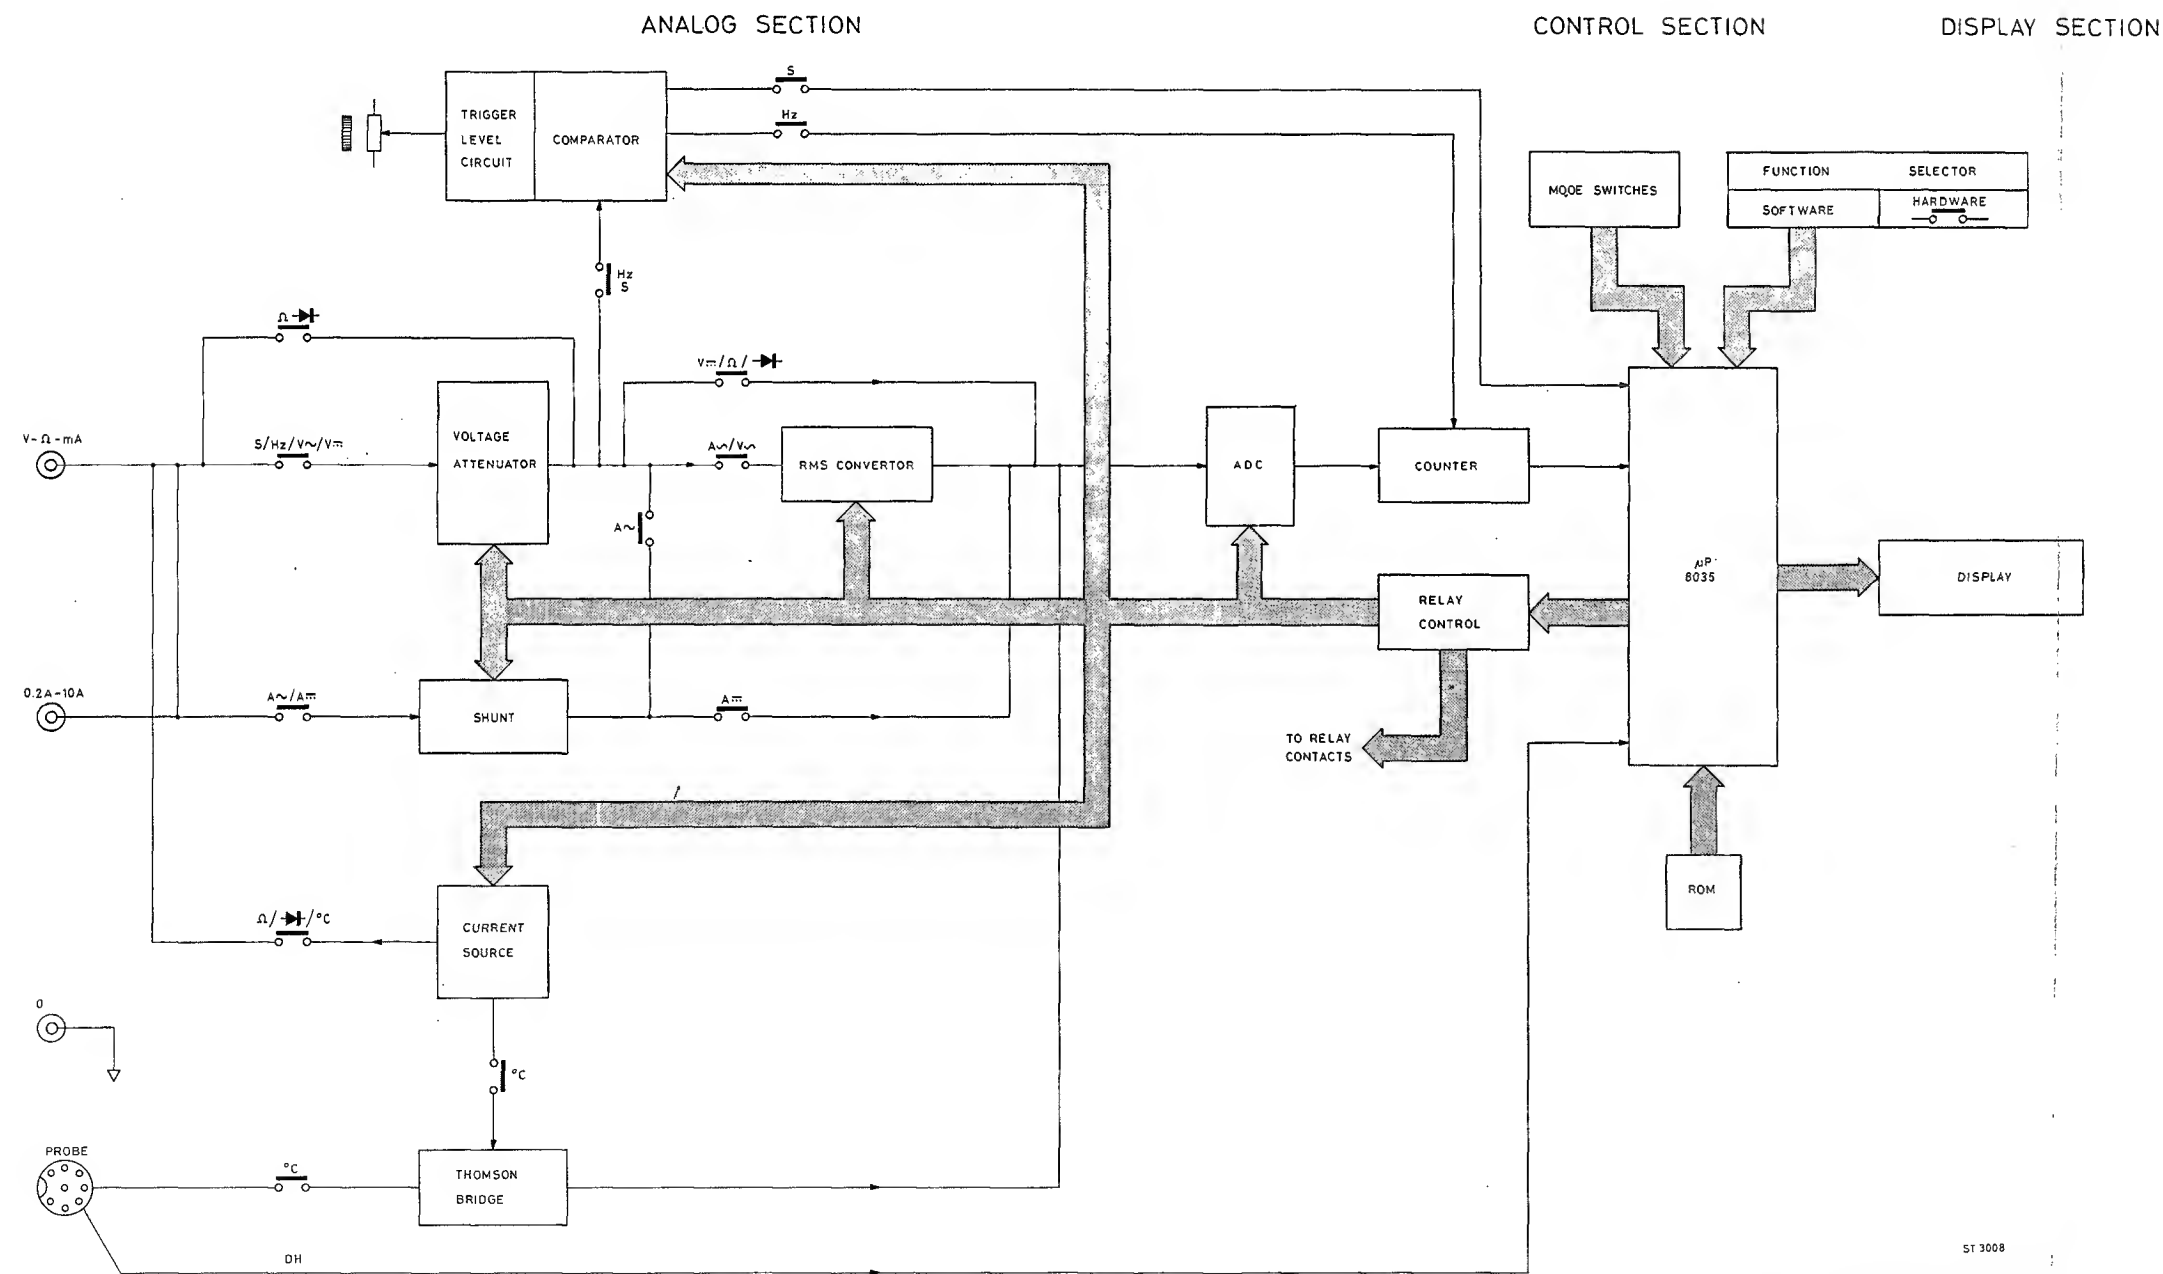 ANALOG SECTION
CONTROL SECTION
DISPLAY SECTION
S
TRIGGER
LEVEL
CIRCUIT
COMPARATOR
Hz
MODE SWITCHES
FUNCTION SELECTOR
SOFTWARE
HARDWARE
Hz
S
Ω
V⎓/Ω/
V-Ω-mA
S/Hz/V~/V⎓
VOLTAGE
ATTENUATOR
A~/V~
RMS CONVERTOR
ADC
COUNTER
A~
µP
8035
DISPLAY
RELAY
CONTROL
0.2A-10A
A~/A⎓
SHUNT
A⎓
TO RELAY
CONTACTS
ROM
Ω/ /°C
CURRENT
SOURCE
0
°C
PROBE
°C
THOMSON
BRIDGE
DH
ST 3008